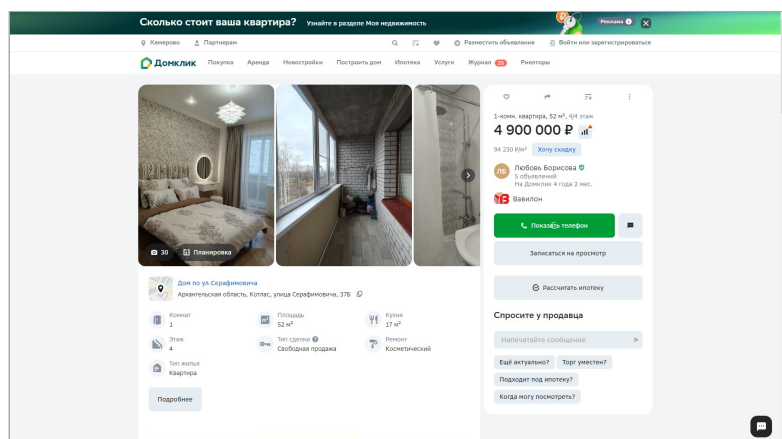 Сколько стоит ваша квартира? Узнайте в разделе Моя недвижимость
Реклама
Кемерово Партнерам Разместить объявление Войти или зарегистрироваться
Домклик Покупка Аренда Новостройки Построить дом Ипотека Услуги Журнал 25 Риелторы
30 Планировка
Дом по ул.Серафимовича
Архангельская область, Котлас, улица Серафимовича, 37Б
Комнат
1
Площадь
52 м²
Кухня
17 м²
Этаж
4
Тип сделки
Свободная продажа
Ремонт
Косметический
Тип жилья
Квартира
Подробнее
1-комн. квартира, 52 м², 4/4 этаж
4 900 000 ₽
94 230 ₽/м² Хочу скидку
ЛБ
Любовь Борисова
5 объявлений
На Домклик 4 года 2 мес.
Вавилон
Показать телефон
Записаться на просмотр
Рассчитать ипотеку
Спросите у продавца
Напечатайте сообщение
Ещё актуально? Торг уместен?
Подходит под ипотеку?
Когда могу посмотреть?